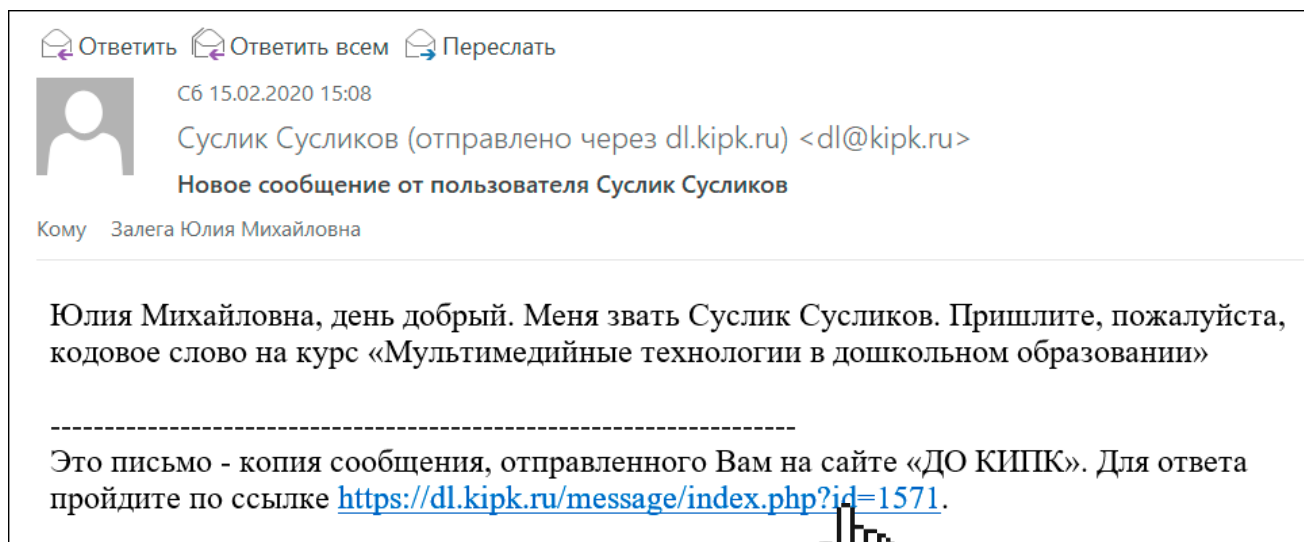 Ответить Ответить всем Переслать
Сб 15.02.2020 15:08
Суслик Сусликов (отправлено через dl.kipk.ru) <dl@kipk.ru>
Новое сообщение от пользователя Суслик Сусликов
Кому Залега Юлия Михайловна
Юлия Михайловна, день добрый. Меня звать Суслик Сусликов. Пришлите, пожалуйста,
кодовое слово на курс «Мультимедийные технологии в дошкольном образовании»
---------------------------------------------------------------------
Это письмо - копия сообщения, отправленного Вам на сайте «ДО КИПК». Для ответа
пройдите по ссылке https://dl.kipk.ru/message/index.php?id=1571.